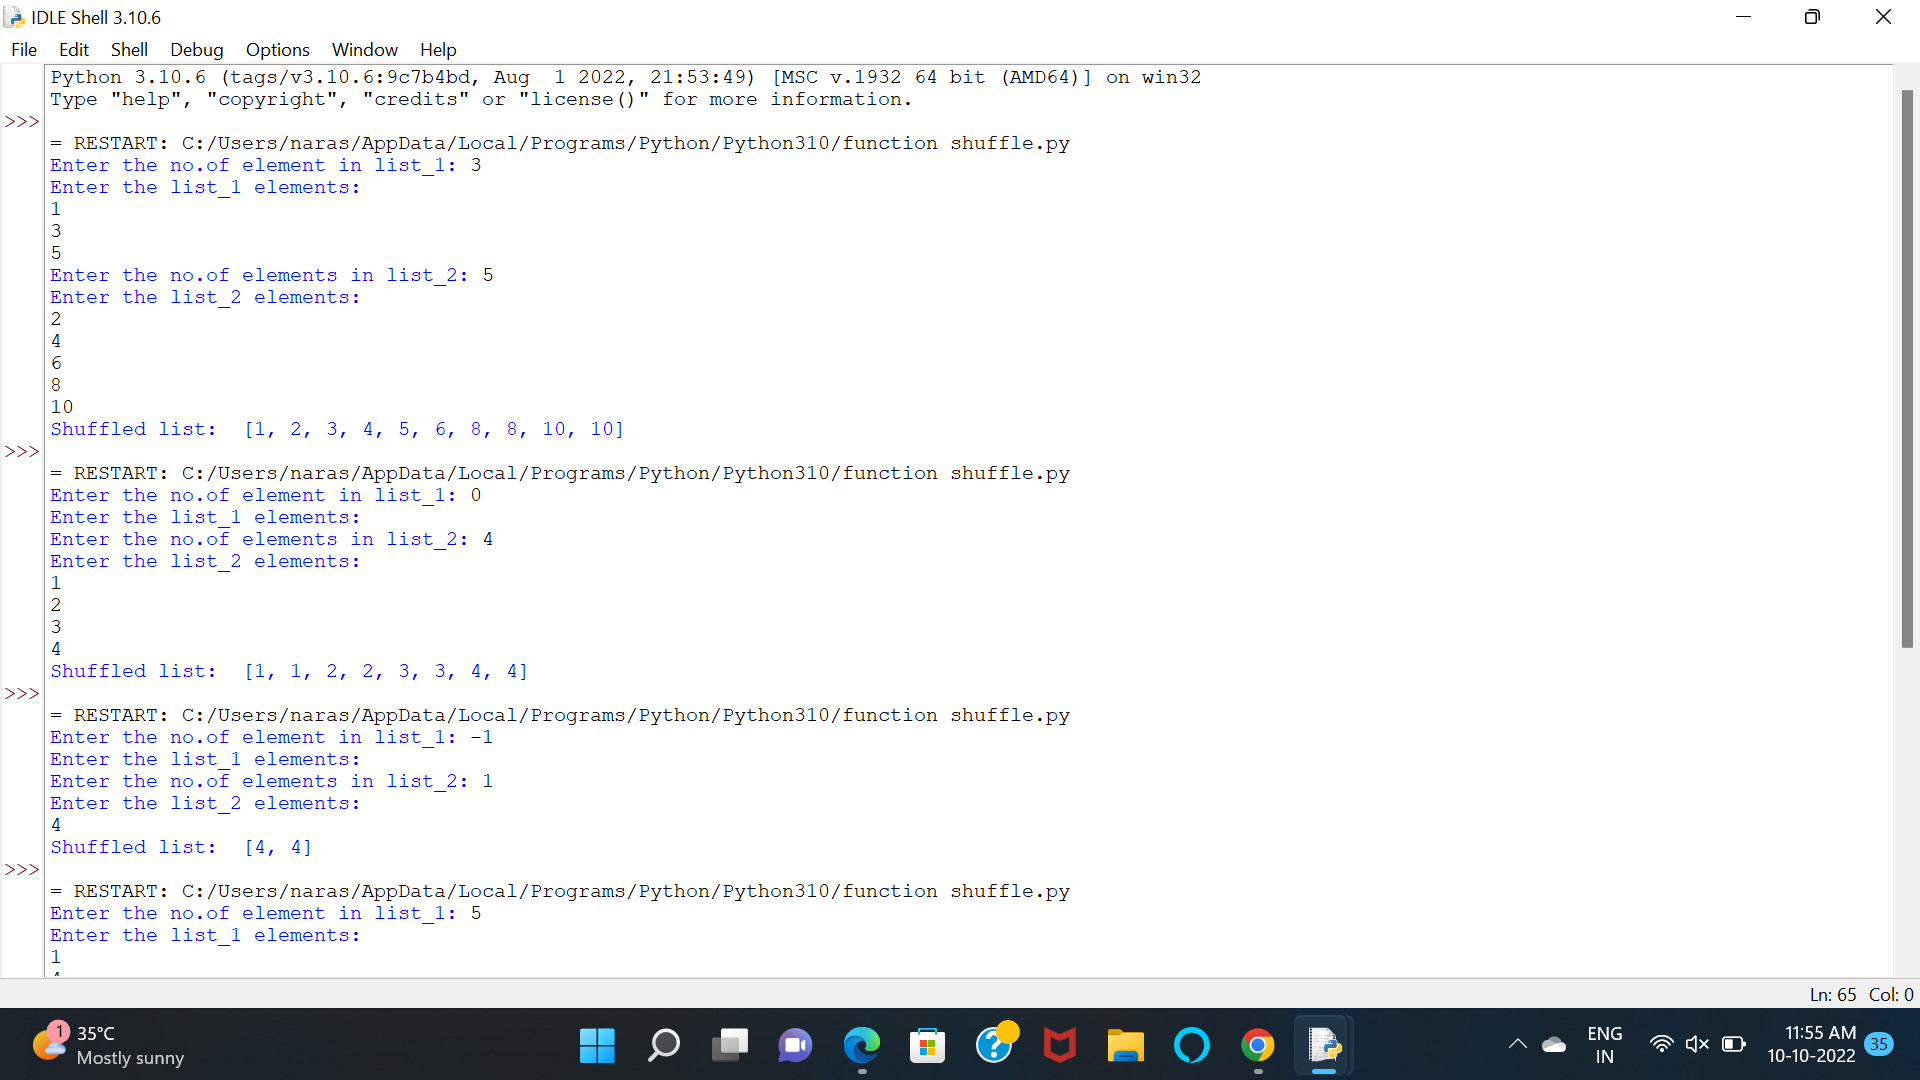 IDLE Shell 3.10.6
File Edit Shell Debug Options Window Help
Python 3.10.6 (tags/v3.10.6:9c7b4bd, Aug  1 2022, 21:53:49) [MSC v.1932 64 bit (AMD64)] on win32
Type "help", "copyright", "credits" or "license()" for more information.
>>>
= RESTART: C:/Users/naras/AppData/Local/Programs/Python/Python310/function shuffle.py
Enter the no.of element in list_1: 3
Enter the list_1 elements:
1
3
5
Enter the no.of elements in list_2: 5
Enter the list_2 elements:
2
4
6
8
10
Shuffled list:  [1, 2, 3, 4, 5, 6, 8, 8, 10, 10]
>>>
= RESTART: C:/Users/naras/AppData/Local/Programs/Python/Python310/function shuffle.py
Enter the no.of element in list_1: 0
Enter the list_1 elements:
Enter the no.of elements in list_2: 4
Enter the list_2 elements:
1
2
3
4
Shuffled list:  [1, 1, 2, 2, 3, 3, 4, 4]
>>>
= RESTART: C:/Users/naras/AppData/Local/Programs/Python/Python310/function shuffle.py
Enter the no.of element in list_1: -1
Enter the list_1 elements:
Enter the no.of elements in list_2: 1
Enter the list_2 elements:
4
Shuffled list:  [4, 4]
>>>
= RESTART: C:/Users/naras/AppData/Local/Programs/Python/Python310/function shuffle.py
Enter the no.of element in list_1: 5
Enter the list_1 elements:
1
Ln: 65 Col: 0
1
35°C
Mostly sunny
ENG
IN
11:55 AM
10-10-2022
35